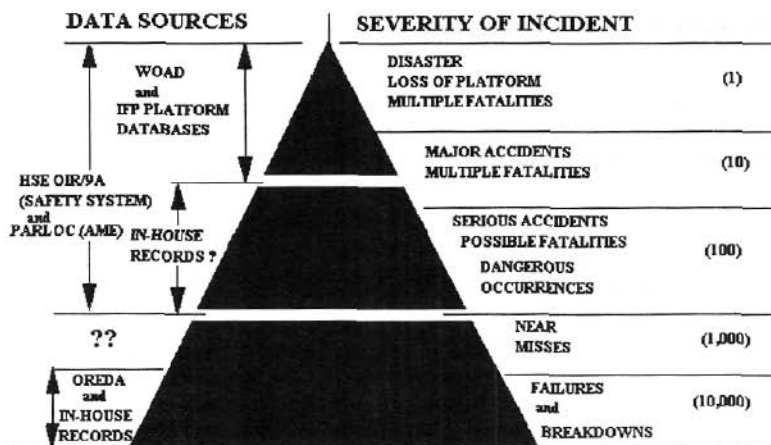 DATA SOURCES
SEVERITY OF INCIDENT
WOAD
and
IFP PLATFORM
DATABASES
HSE OIR/9A
(SAFETY SYSTEM)
and
PARLOC (AME)
IN-HOUSE
RECORDS ?
??
OREDA
and
IN-HOUSE
RECORDS
DISASTER
LOSS OF PLATFORM
MULTIPLE FATALITIES
(1)
MAJOR ACCIDENTS
MULTIPLE FATALITIES
(10)
SERIOUS ACCIDENTS
POSSIBLE FATALITIES
DANGEROUS
OCCURRENCES
(100)
NEAR
MISSES
(1,000)
FAILURES
and
BREAKDOWNS
(10,000)